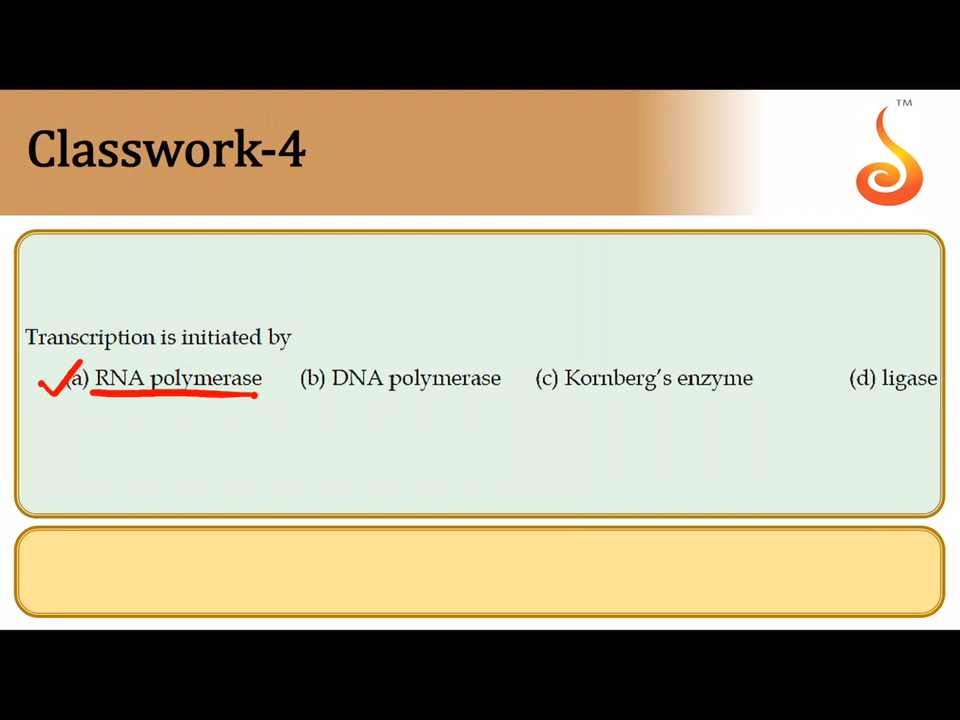 TM
Classwork-4
Transcription is initiated by
(a) RNA polymerase (b) DNA polymerase (c) Kornberg's enzyme (d) ligase